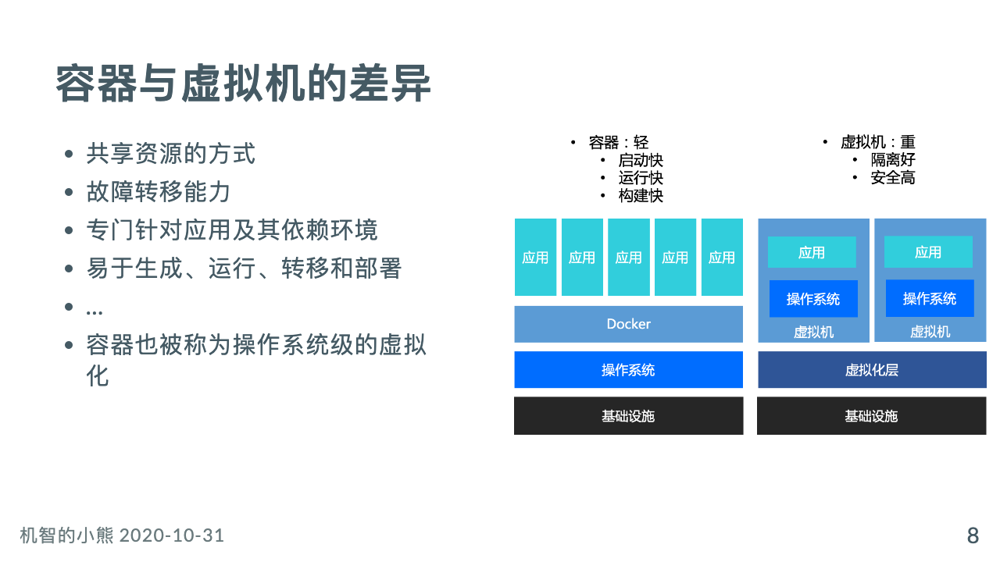 容器与虚拟机的差异
• 共享资源的方式
• 故障转移能力
• 专门针对应用及其依赖环境
• 易于生成、运行、转移和部署
• ...
• 容器也被称为操作系统级的虚拟
化
• 容器：轻
• 启动快
• 运行快
• 构建快
应用 应用 应用 应用 应用
Docker
操作系统
基础设施
• 虚拟机：重
• 隔离好
• 安全高
应用 应用
操作系统 操作系统
虚拟机 虚拟机
虚拟化层
基础设施
机智的小熊 2020-10-31
8